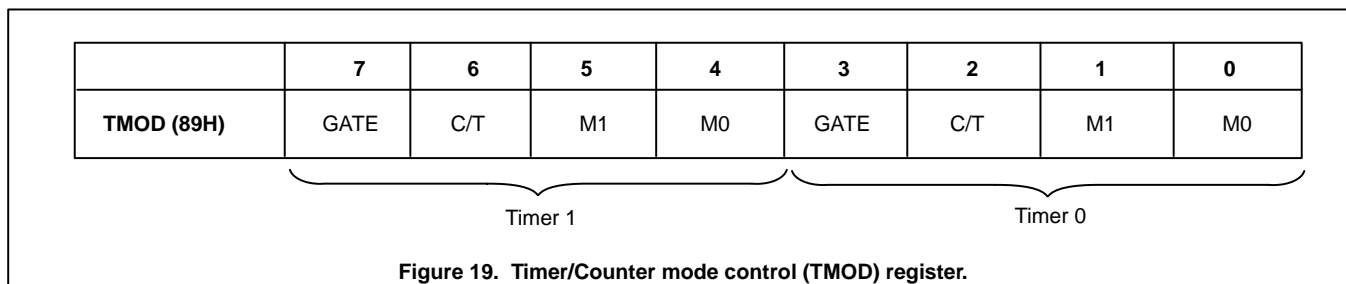 7 6 5 4 3 2 1 0
TMOD (89H) GATE C/T M1 M0 GATE C/T M1 M0
Timer 1 Timer 0
Figure 19. Timer/Counter mode control (TMOD) register.